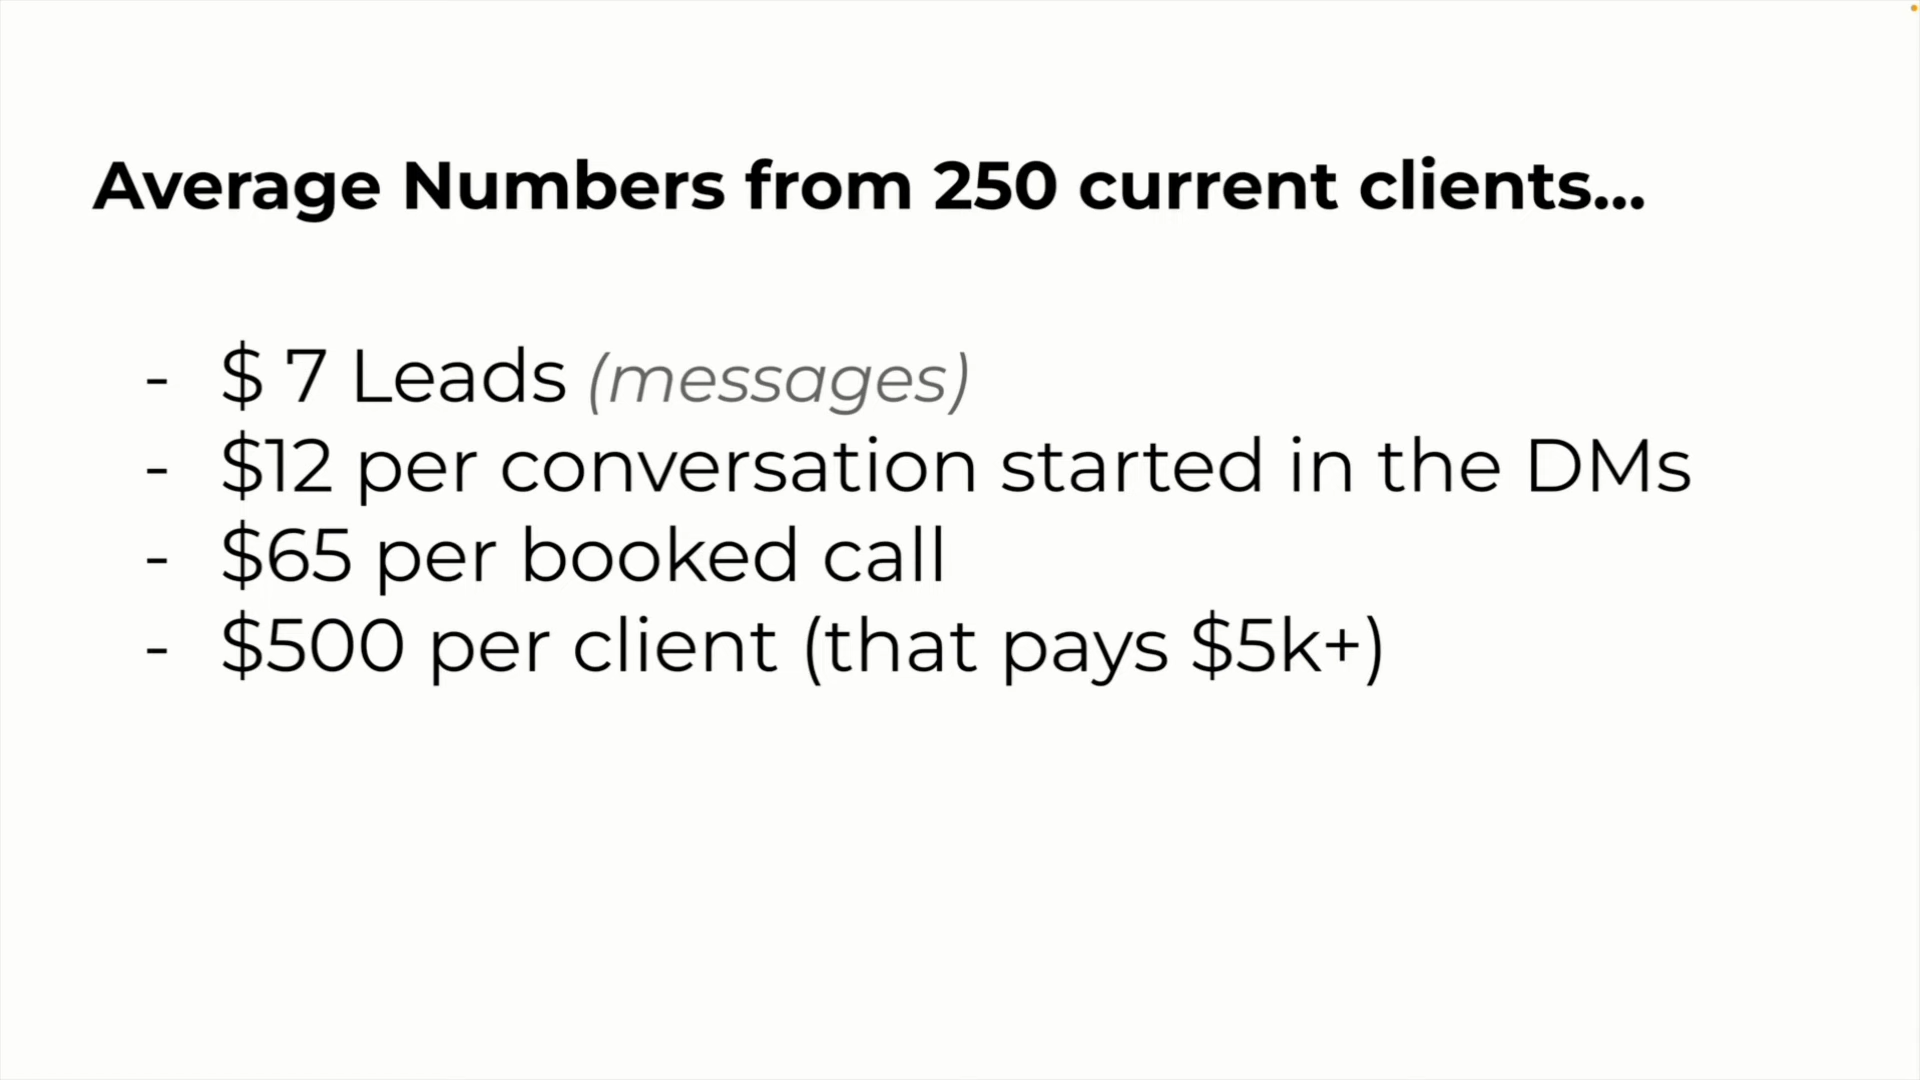 Average Numbers from 250 current clients...
- $ 7 Leads (messages)
- $12 per conversation started in the DMs
- $65 per booked call
- $500 per client (that pays $5k+)